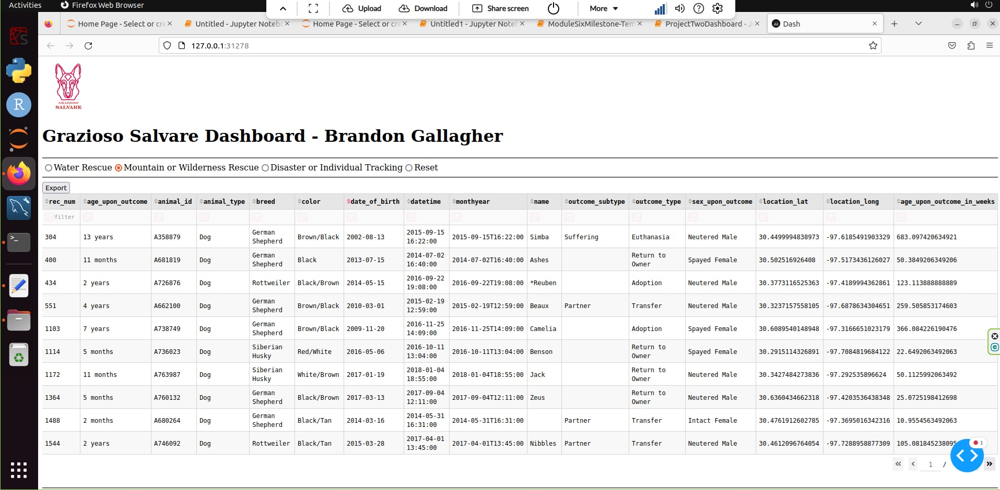 Activities Firefox Web Browser
Upload Download Share screen More
Home Page - Select or cre Untitled - Jupyter Notebo Home Page - Select or cre Untitled1 - Jupyter Noteb ModuleSixMilestone-Tem ProjectTwoDashboard - J Dash
127.0.0.1:31278
GRAZIOSO
SALVARE
Grazioso Salvare Dashboard - Brandon Gallagher
Water Rescue Mountain or Wilderness Rescue Disaster or Individual Tracking Reset
Export
rec_num age_upon_outcome animal_id animal_type breed color date_of_birth datetime monthyear name outcome_subtype outcome_type sex_upon_outcome location_lat location_long age_upon_outcome_in_weeks
filter
304 13 years A358879 Dog German Shepherd Brown/Black 2002-08-13 2015-09-15 16:22:00 2015-09-15T16:22:00 Simba Suffering Euthanasia Neutered Male 30.4499994838973 -97.6185491903329 683.097420634921
400 11 months A681819 Dog German Shepherd Black 2013-07-15 2014-07-02 16:40:00 2014-07-02T16:40:00 Ashes Return to Owner Spayed Female 30.502516926408 -97.5173436126027 50.3849206349206
434 2 years A726876 Dog Rottweiler Black/Brown 2014-05-15 2016-09-22 19:08:00 2016-09-22T19:08:00 *Reuben Adoption Neutered Male 30.3773116525363 -97.4189994362861 123.113888888889
551 4 years A662100 Dog German Shepherd Brown/Black 2010-03-01 2015-02-19 12:59:00 2015-02-19T12:59:00 Beaux Partner Transfer Neutered Male 30.3237157558105 -97.6878634304651 259.505853174603
1103 7 years A738749 Dog German Shepherd Brown/Black 2009-11-20 2016-11-25 14:09:00 2016-11-25T14:09:00 Camelia Adoption Spayed Female 30.6089540148948 -97.3166651023179 366.084226190476
1114 5 months A736023 Dog Siberian Husky Red/White 2016-05-06 2016-10-11 13:04:00 2016-10-11T13:04:00 Benson Return to Owner Spayed Female 30.2915114326891 -97.7084819684122 22.6492063492063
1172 11 months A763987 Dog Siberian Husky White/Brown 2017-01-19 2018-01-04 18:55:00 2018-01-04T18:55:00 Jack Return to Owner Neutered Male 30.3427484273836 -97.292535896624 50.1125992063492
1364 5 months A760132 Dog German Shepherd Black/Brown 2017-03-13 2017-09-04 12:11:00 2017-09-04T12:11:00 Zeus Return to Owner Neutered Male 30.6360434662318 -97.4203536438348 25.0725198412698
1488 2 months A680264 Dog German Shepherd Black/Tan 2014-03-16 2014-05-31 16:31:00 2014-05-31T16:31:00 Partner Transfer Intact Female 30.4761912602785 -97.3695016342316 10.9554563492063
1544 2 years A746092 Dog Rottweiler Black/Tan 2015-03-28 2017-04-01 13:45:00 2017-04-01T13:45:00 Nibbles Partner Transfer Neutered Male 30.4612096764054 -97.7288958877309 105.081845238095
1
1 /